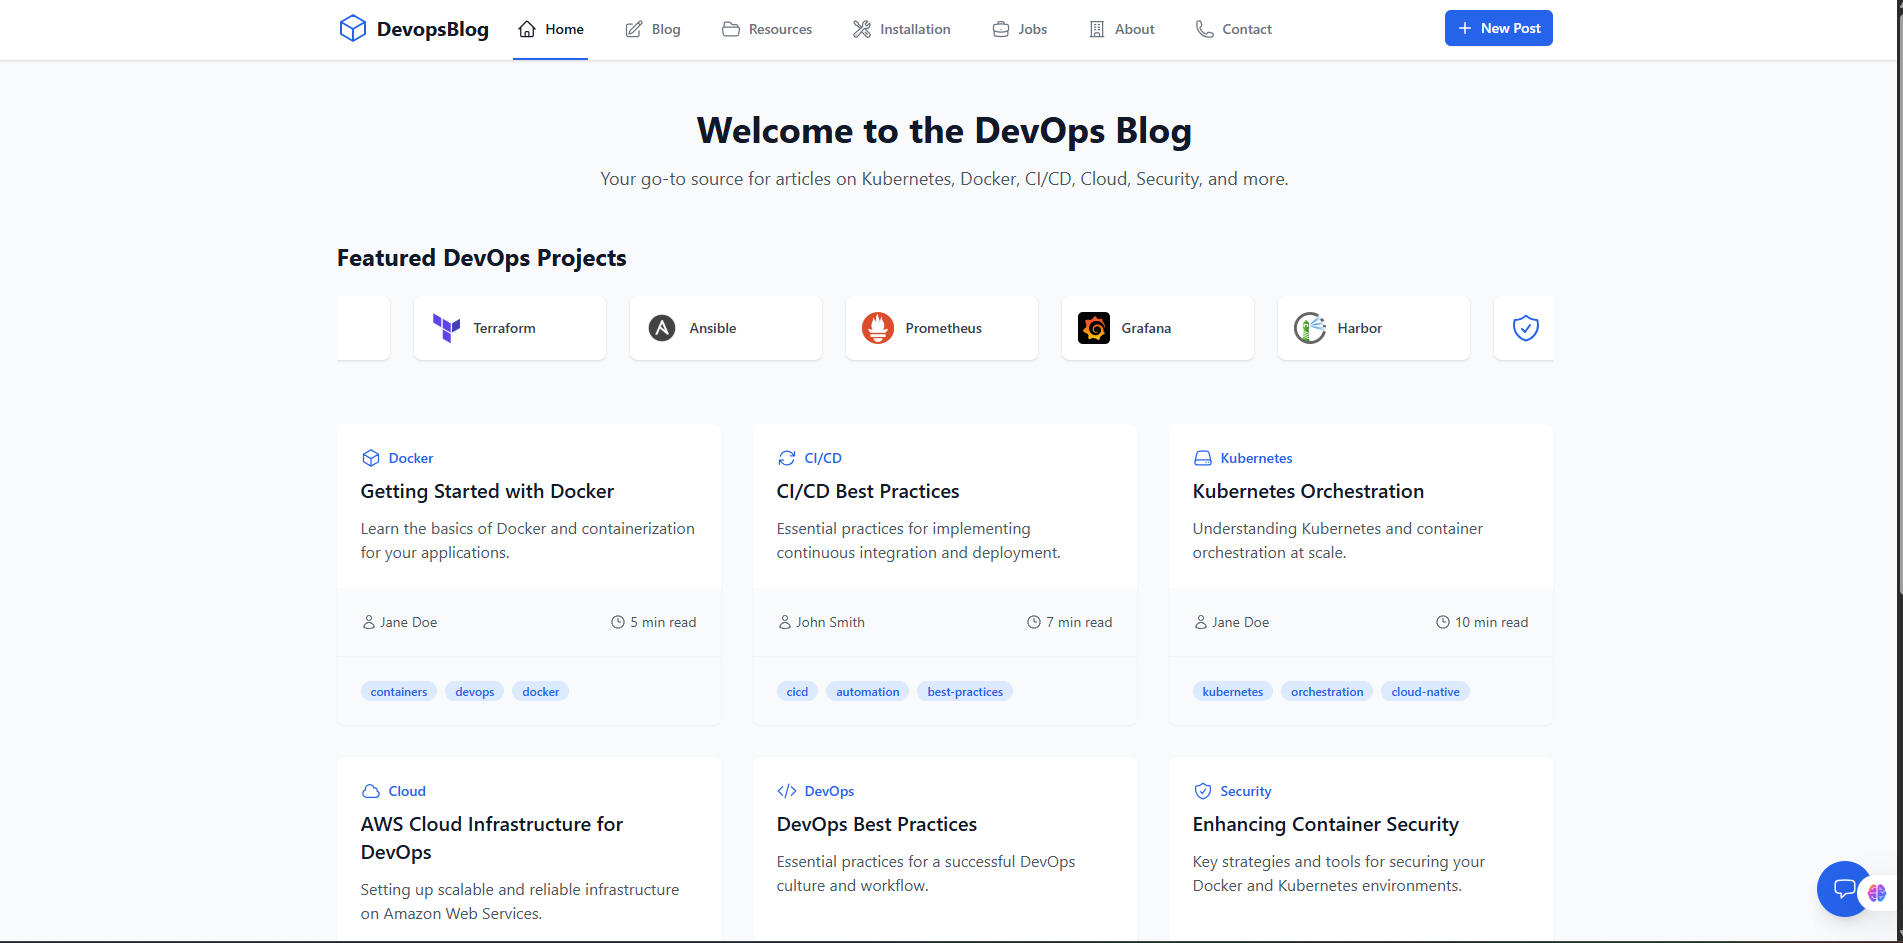 DevopsBlog
Home
Blog
Resources
Installation
Jobs
About
Contact
New Post
Welcome to the DevOps Blog
Your go-to source for articles on Kubernetes, Docker, CI/CD, Cloud, Security, and more.
Featured DevOps Projects
Terraform
Ansible
Prometheus
Grafana
Harbor
Docker
Getting Started with Docker
Learn the basics of Docker and containerization
for your applications.
Jane Doe
5 min read
containers
devops
docker
CI/CD
CI/CD Best Practices
Essential practices for implementing
continuous integration and deployment.
John Smith
7 min read
cicd
automation
best-practices
Kubernetes
Kubernetes Orchestration
Understanding Kubernetes and container
orchestration at scale.
Jane Doe
10 min read
kubernetes
orchestration
cloud-native
Cloud
AWS Cloud Infrastructure for
DevOps
Setting up scalable and reliable infrastructure
on Amazon Web Services.
DevOps
DevOps Best Practices
Essential practices for a successful DevOps
culture and workflow.
Security
Enhancing Container Security
Key strategies and tools for securing your
Docker and Kubernetes environments.